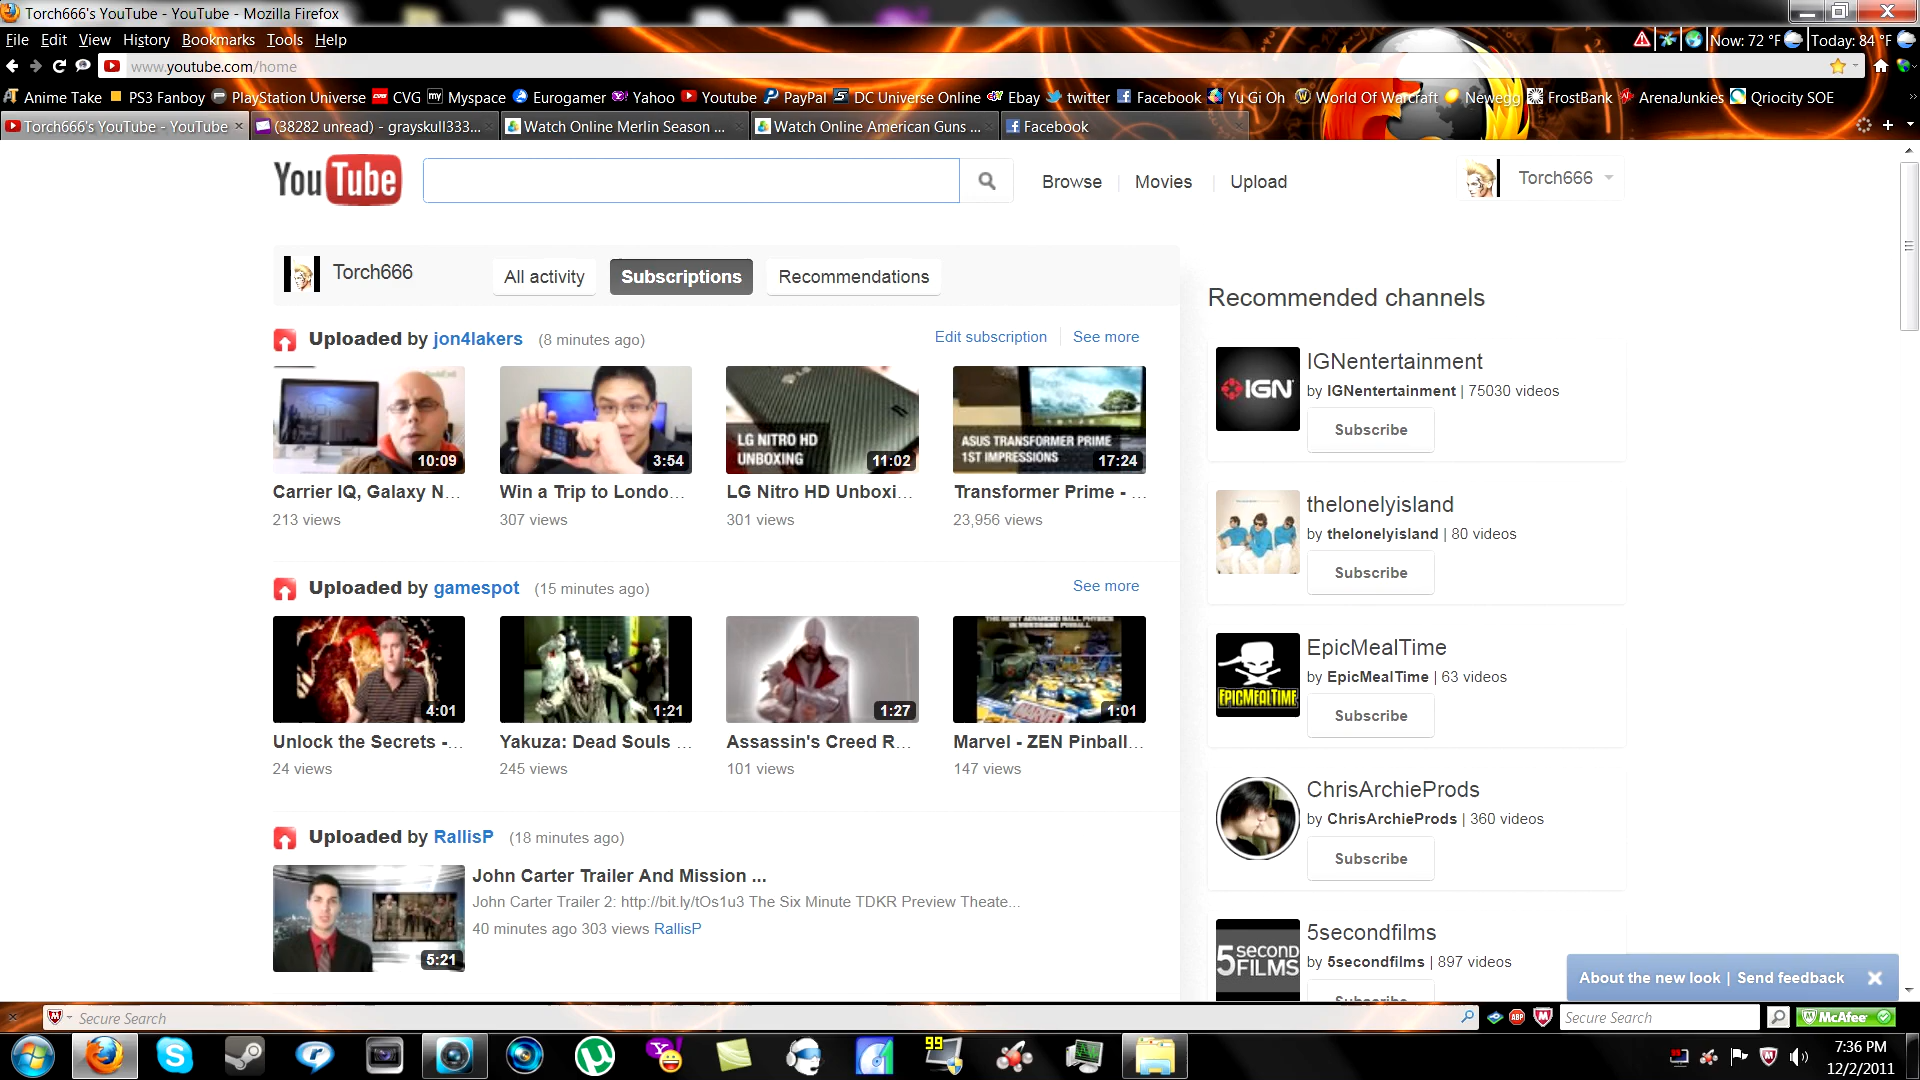 Torch666's YouTube - YouTube - Mozilla Firefox
File Edit View History Bookmarks Tools Help
Now: 72 °F Today: 84 °F
www.youtube.com/home
Anime Take PS3 Fanboy PlayStation Universe CVG Myspace Eurogamer Yahoo Youtube PayPal DC Universe Online Ebay twitter Facebook Yu Gi Oh World Of Warcraft Newegg FrostBank ArenaJunkies Qriocity SOE
Torch666's YouTube - YouTube (38282 unread) - grayskull333... Watch Online Merlin Season ... Watch Online American Guns ... Facebook
YouTube
Browse Movies Upload
Torch666
Torch666 All activity Subscriptions Recommendations
Recommended channels
Uploaded by jon4lakers (8 minutes ago) Edit subscription See more
10:09 3:54
LG NITRO HD UNBOXING 11:02
ASUS TRANSFORMER PRIME 1ST IMPRESSIONS 17:24
Carrier IQ, Galaxy N... Win a Trip to Londo... LG Nitro HD Unboxi... Transformer Prime - ...
213 views 307 views 301 views 23,956 views
Uploaded by gamespot (15 minutes ago) See more
THE MOST ADVANCED BALL PHYSICS
4:01 1:21 1:27 1:01
Unlock the Secrets -... Yakuza: Dead Souls ... Assassin's Creed R... Marvel - ZEN Pinball...
24 views 245 views 101 views 147 views
Uploaded by RallisP (18 minutes ago)
5:21
John Carter Trailer And Mission ...
John Carter Trailer 2: http://bit.ly/tOs1u3 The Six Minute TDKR Preview Theate...
40 minutes ago 303 views RallisP
IGN
IGNentertainment
by IGNentertainment | 75030 videos
Subscribe
thelonelyisland
by thelonelyisland | 80 videos
Subscribe
EPICMEALTIME
EpicMealTime
by EpicMealTime | 63 videos
Subscribe
ChrisArchieProds
by ChrisArchieProds | 360 videos
Subscribe
5 SECOND FILMS
5secondfilms
by 5secondfilms | 897 videos
Subscribe
About the new look | Send feedback
Secure Search ABP Secure Search McAfee
99
7:36 PM
12/2/2011